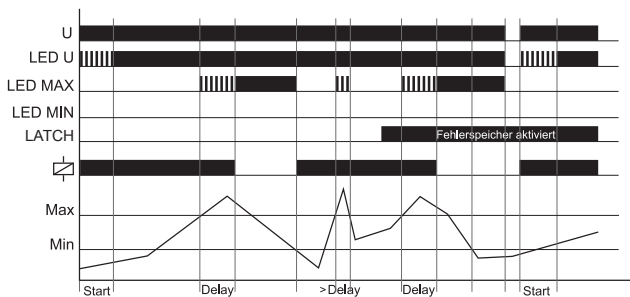 U
LED U
LED MAX
LED MIN
LATCH
Fehlerspeicher aktiviert
Max
Min
Start
Delay
>Delay
Delay
Start